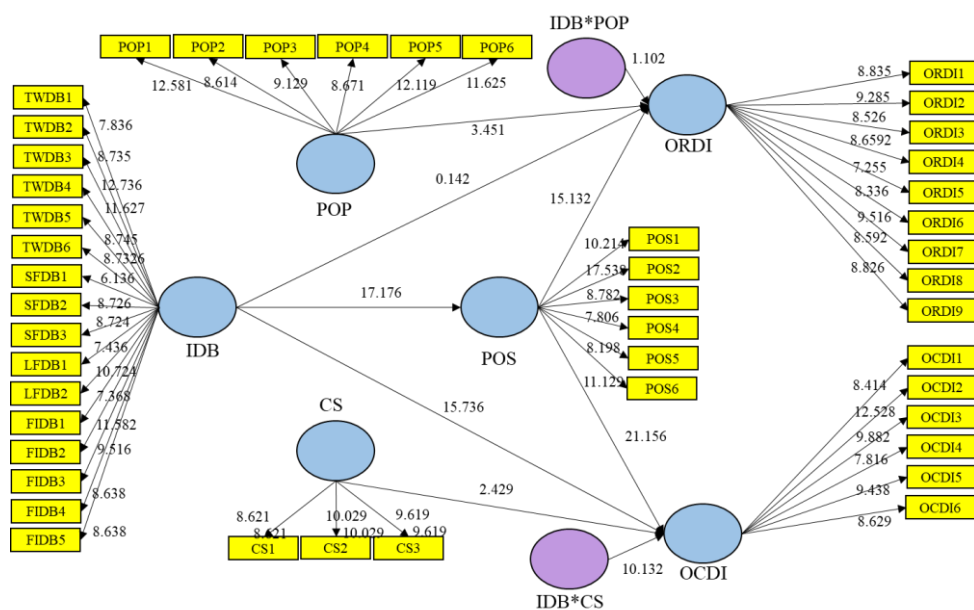 IDB*POP
POP1
POP2
POP3
POP4
POP5
POP6
12.581
8.614
9.129
8.671
12.119
11.625
1.102
ORDI
POP
3.451
0.142
15.132
ORDI1
ORDI2
ORDI3
ORDI4
ORDI5
ORDI6
ORDI7
ORDI8
ORDI9
8.835
9.285
8.526
8.6592
7.255
8.336
9.516
8.592
8.826
TWDB1
TWDB2
TWDB3
TWDB4
TWDB5
TWDB6
SFDB1
SFDB2
SFDB3
LFDB1
LFDB2
FIDB1
FIDB2
FIDB3
FIDB4
FIDB5
7.836
8.735
12.736
11.627
8.745
8.7326
6.136
8.726
8.724
7.436
10.724
7.368
11.582
9.516
8.638
8.638
IDB
17.176
POS
POS1
POS2
POS3
POS4
POS5
POS6
10.214
17.538
8.782
7.806
8.198
11.129
15.736
21.156
CS
2.429
8.621
10.029
9.619
8.621
10.029
9.619
CS1
CS2
CS3
OCDI1
OCDI2
OCDI3
OCDI4
OCDI5
OCDI6
8.414
12.528
9.882
7.816
9.438
8.629
OCDI
10.132
IDB*CS